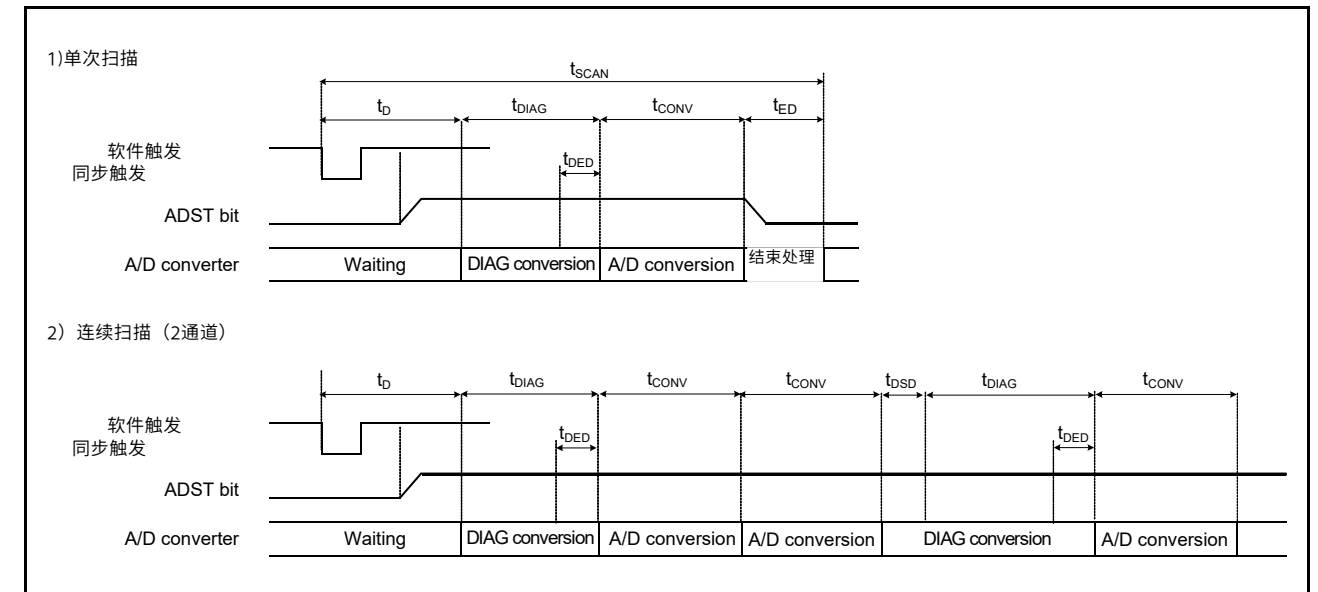 1)单次扫描
tSCAN
tD tDIAG tCONV tED
软件触发
同步触发
tDED
ADST bit
A/D converter Waiting DIAG conversion A/D conversion 结束处理
2）连续扫描（2通道）
tD tDIAG tCONV tCONV tDSD tDIAG tCONV
软件触发
同步触发
tDED tDED
ADST bit
A/D converter Waiting DIAG conversion A/D conversion A/D conversion DIAG conversion A/D conversion